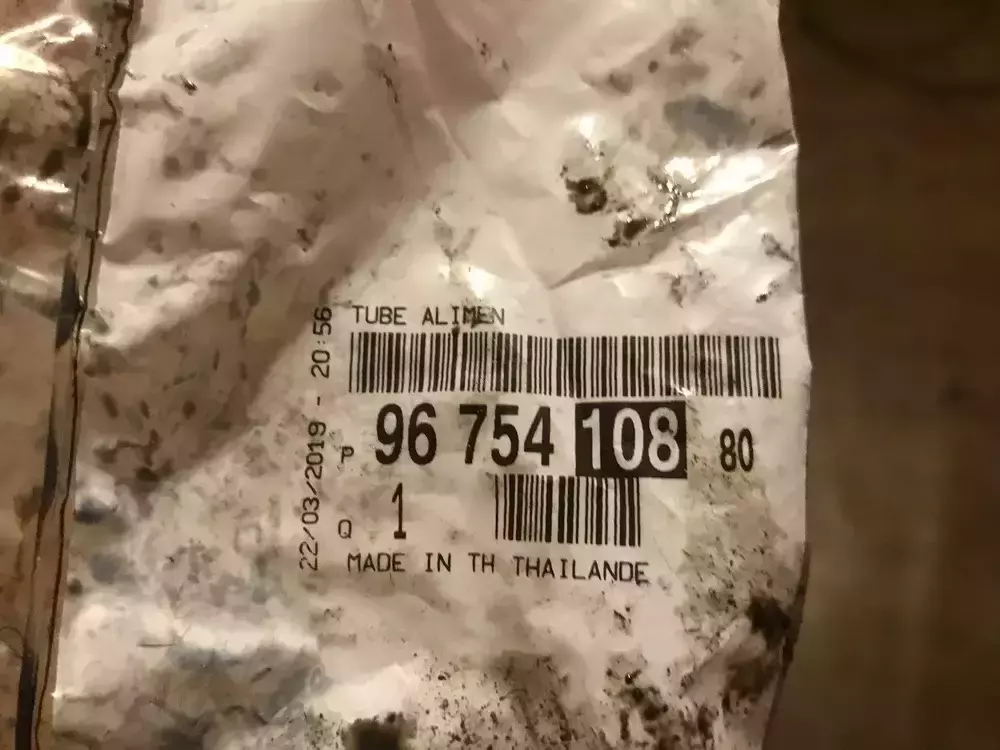 TUBE ALIMEN
P 96 754 108 80
Q 1
MADE IN TH THAILANDE
22/03/2019 - 20:56